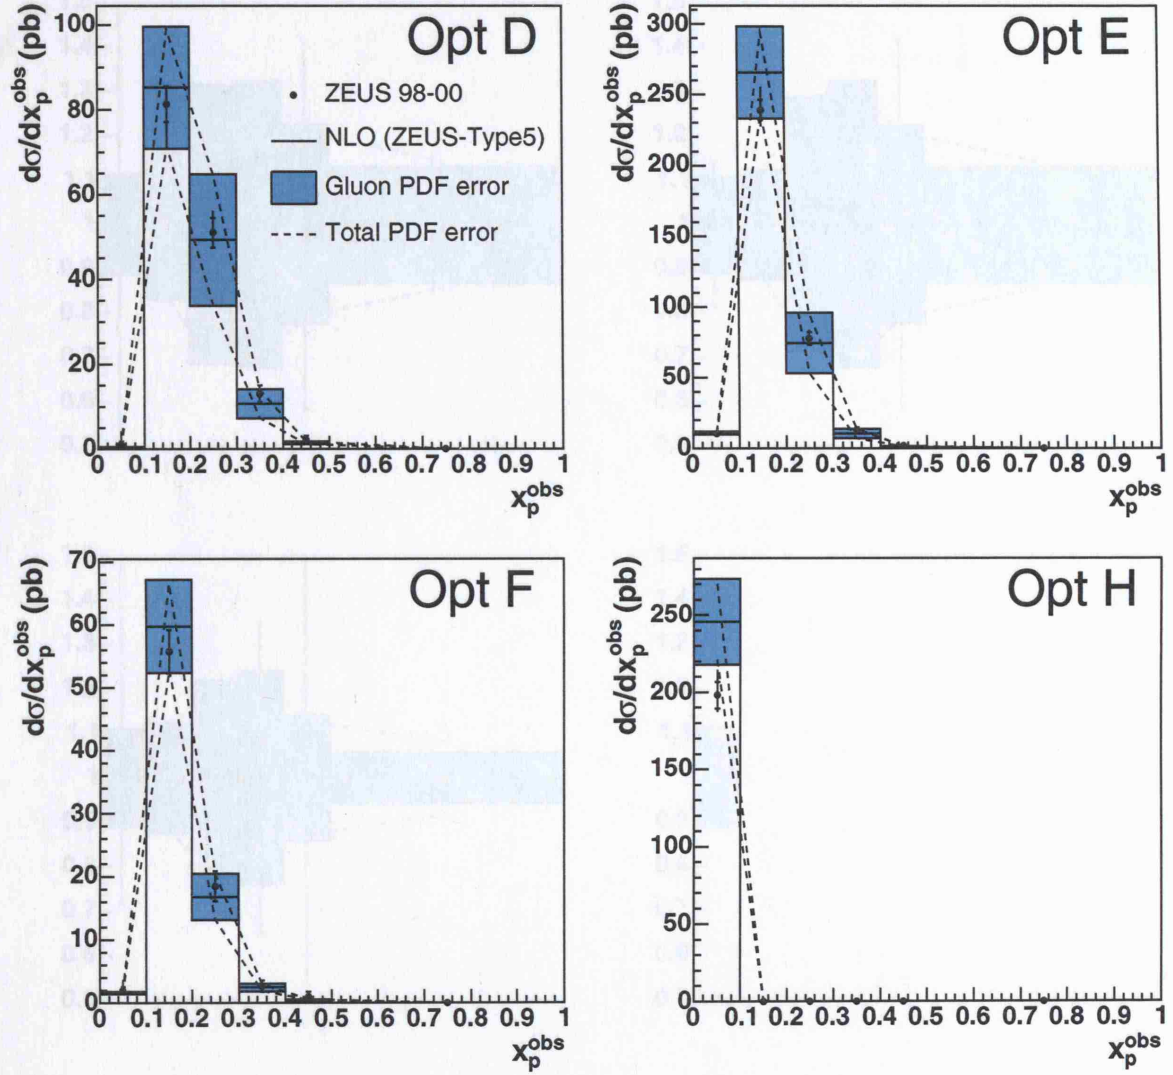 Opt D
dσ/dx_p^obs (pb)
100
80
60
40
20
0
ZEUS 98-00
NLO (ZEUS-Type5)
Gluon PDF error
Total PDF error
0 0.1 0.2 0.3 0.4 0.5 0.6 0.7 0.8 0.9 1
x_p^obs
Opt E
dσ/dx_p^obs (pb)
300
250
200
150
100
50
0
0 0.1 0.2 0.3 0.4 0.5 0.6 0.7 0.8 0.9 1
x_p^obs
Opt F
dσ/dx_p^obs (pb)
70
60
50
40
30
20
10
0
0 0.1 0.2 0.3 0.4 0.5 0.6 0.7 0.8 0.9 1
x_p^obs
Opt H
dσ/dx_p^obs (pb)
250
200
150
100
50
0
0 0.1 0.2 0.3 0.4 0.5 0.6 0.7 0.8 0.9 1
x_p^obs